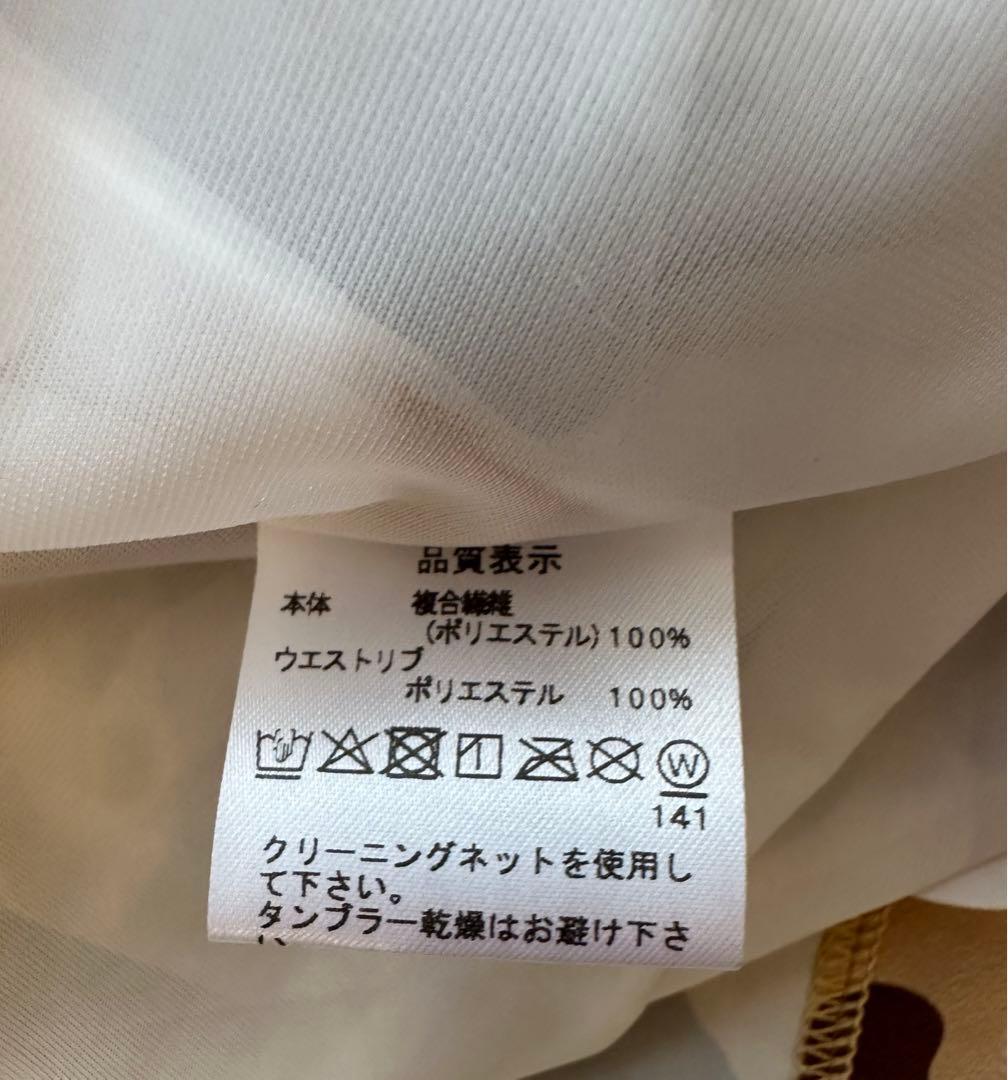 品質表示
本体 複合繊維
(ポリエステル) 100%
ウエストリブ
ポリエステル 100%
W
141
クリーニングネットを使用し
て下さい。
タンブラー乾燥はお避け下さ